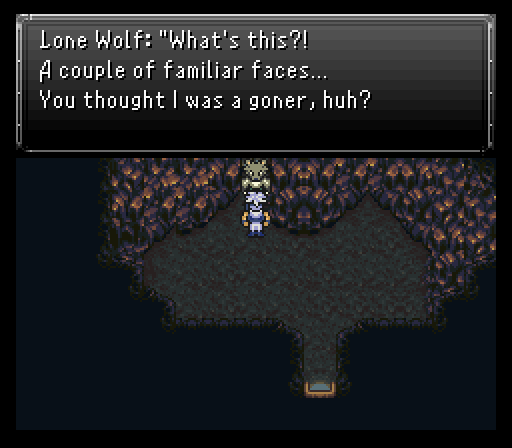 Lone Wolf: "What's this?!
A couple of familiar faces...
You thought I was a goner, huh?